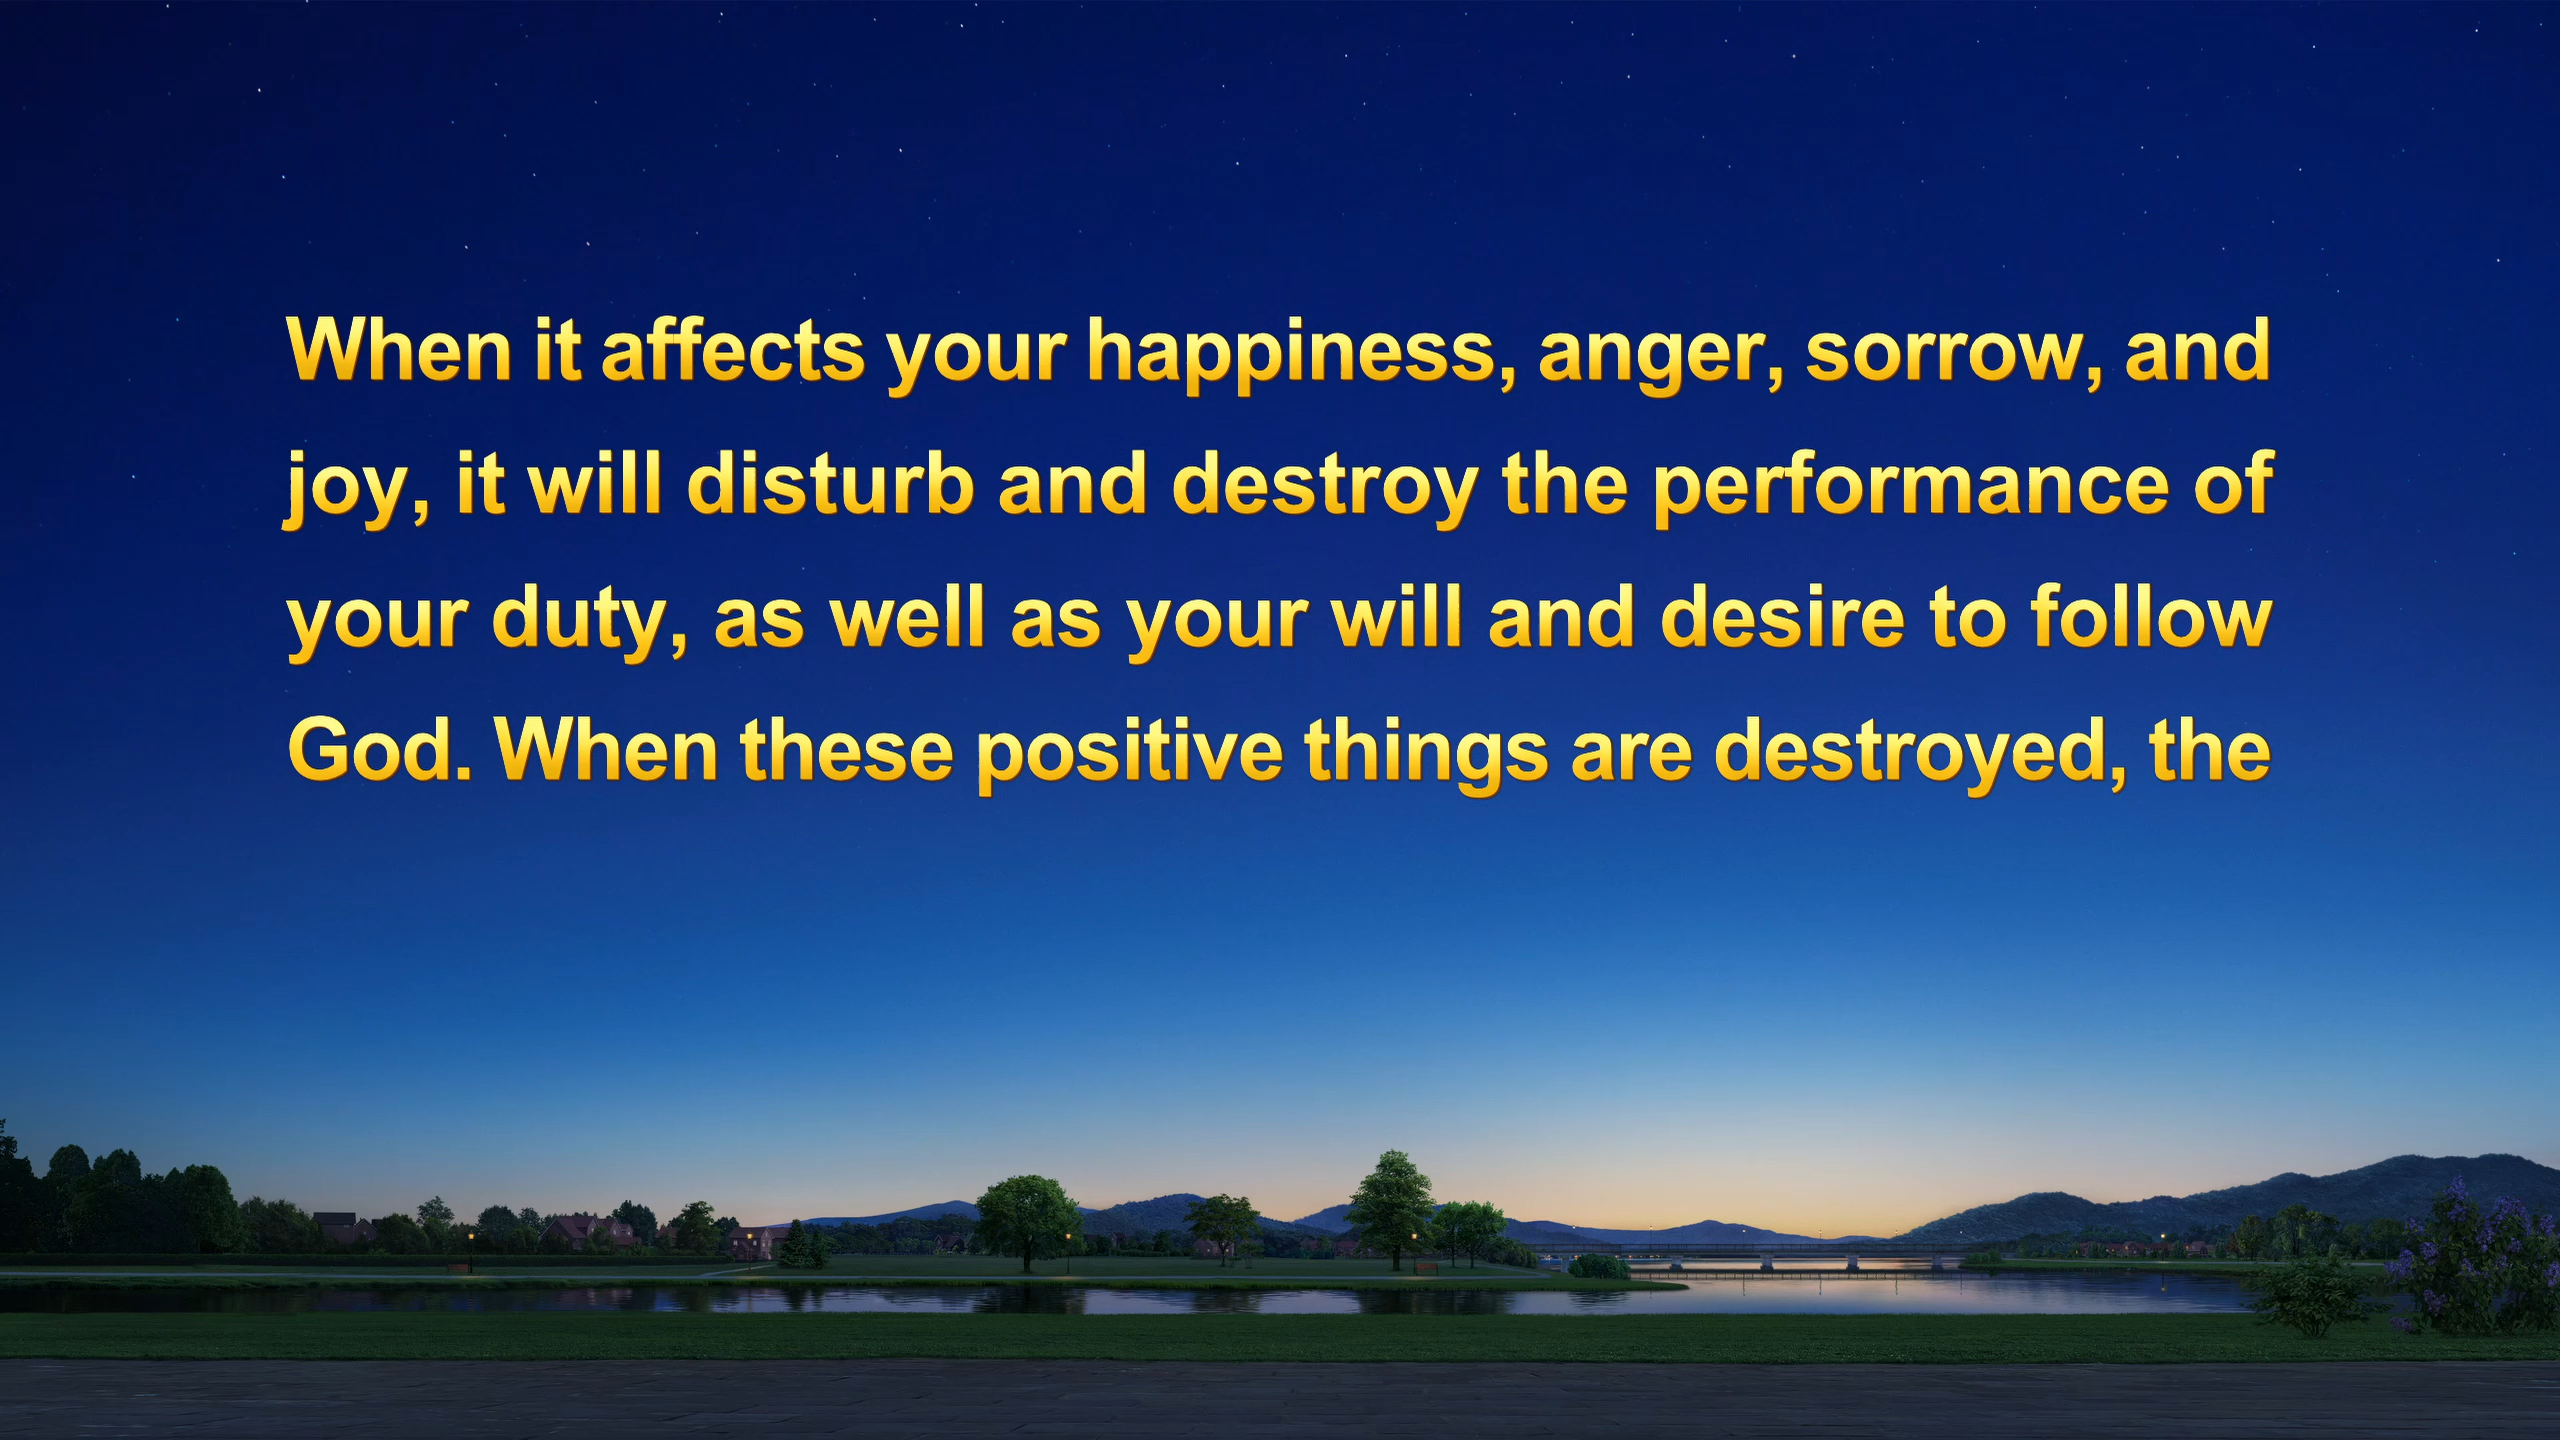 When it affects your happiness, anger, sorrow, and
joy, it will disturb and destroy the performance of
your duty, as well as your will and desire to follow
God. When these positive things are destroyed, the